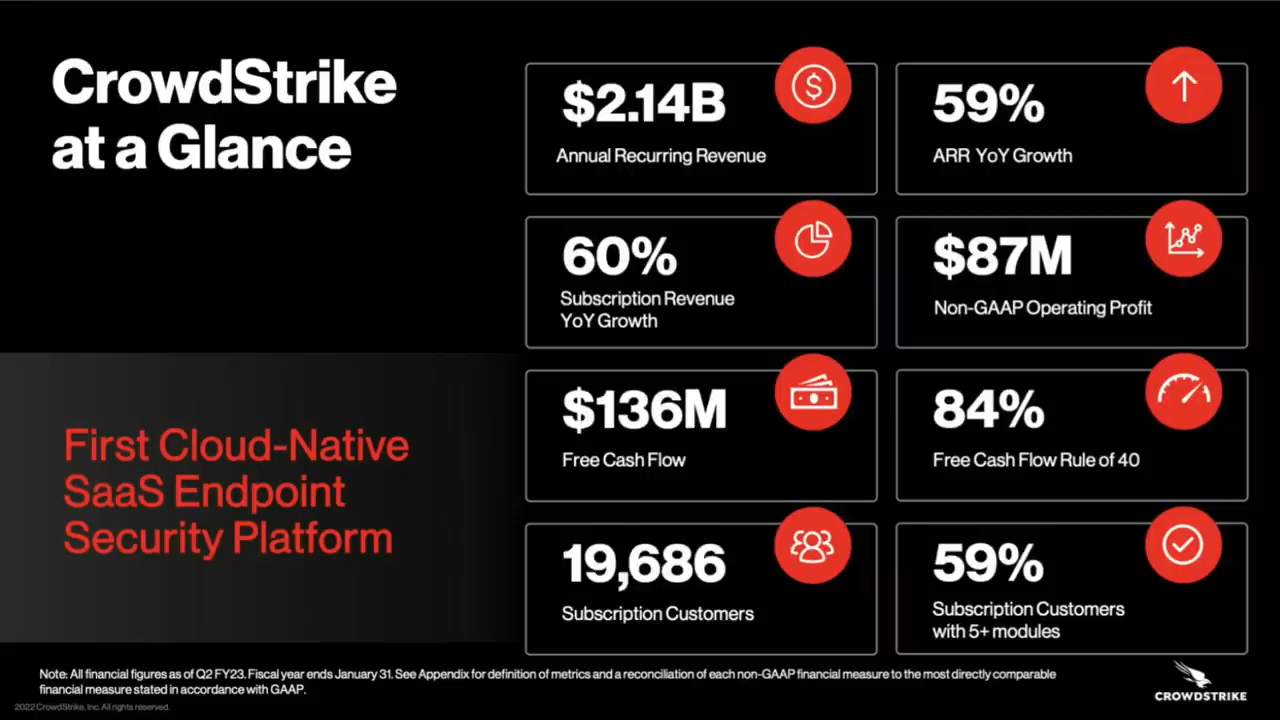 CrowdStrike
at a Glance
First Cloud-Native
SaaS Endpoint
Security Platform
$2.14B
Annual Recurring Revenue
59%
ARR YoY Growth
60%
Subscription Revenue
YoY Growth
$87M
Non-GAAP Operating Profit
$136M
Free Cash Flow
84%
Free Cash Flow Rule of 40
19,686
Subscription Customers
59%
Subscription Customers
with 5+ modules
Note: All financial figures as of Q2 FY23. Fiscal year ends January 31. See Appendix for definition of metrics and a reconciliation of each non-GAAP financial measure to the most directly comparable
financial measure stated in accordance with GAAP.
2022 CrowdStrike, Inc. All rights reserved.
CROWDSTRIKE